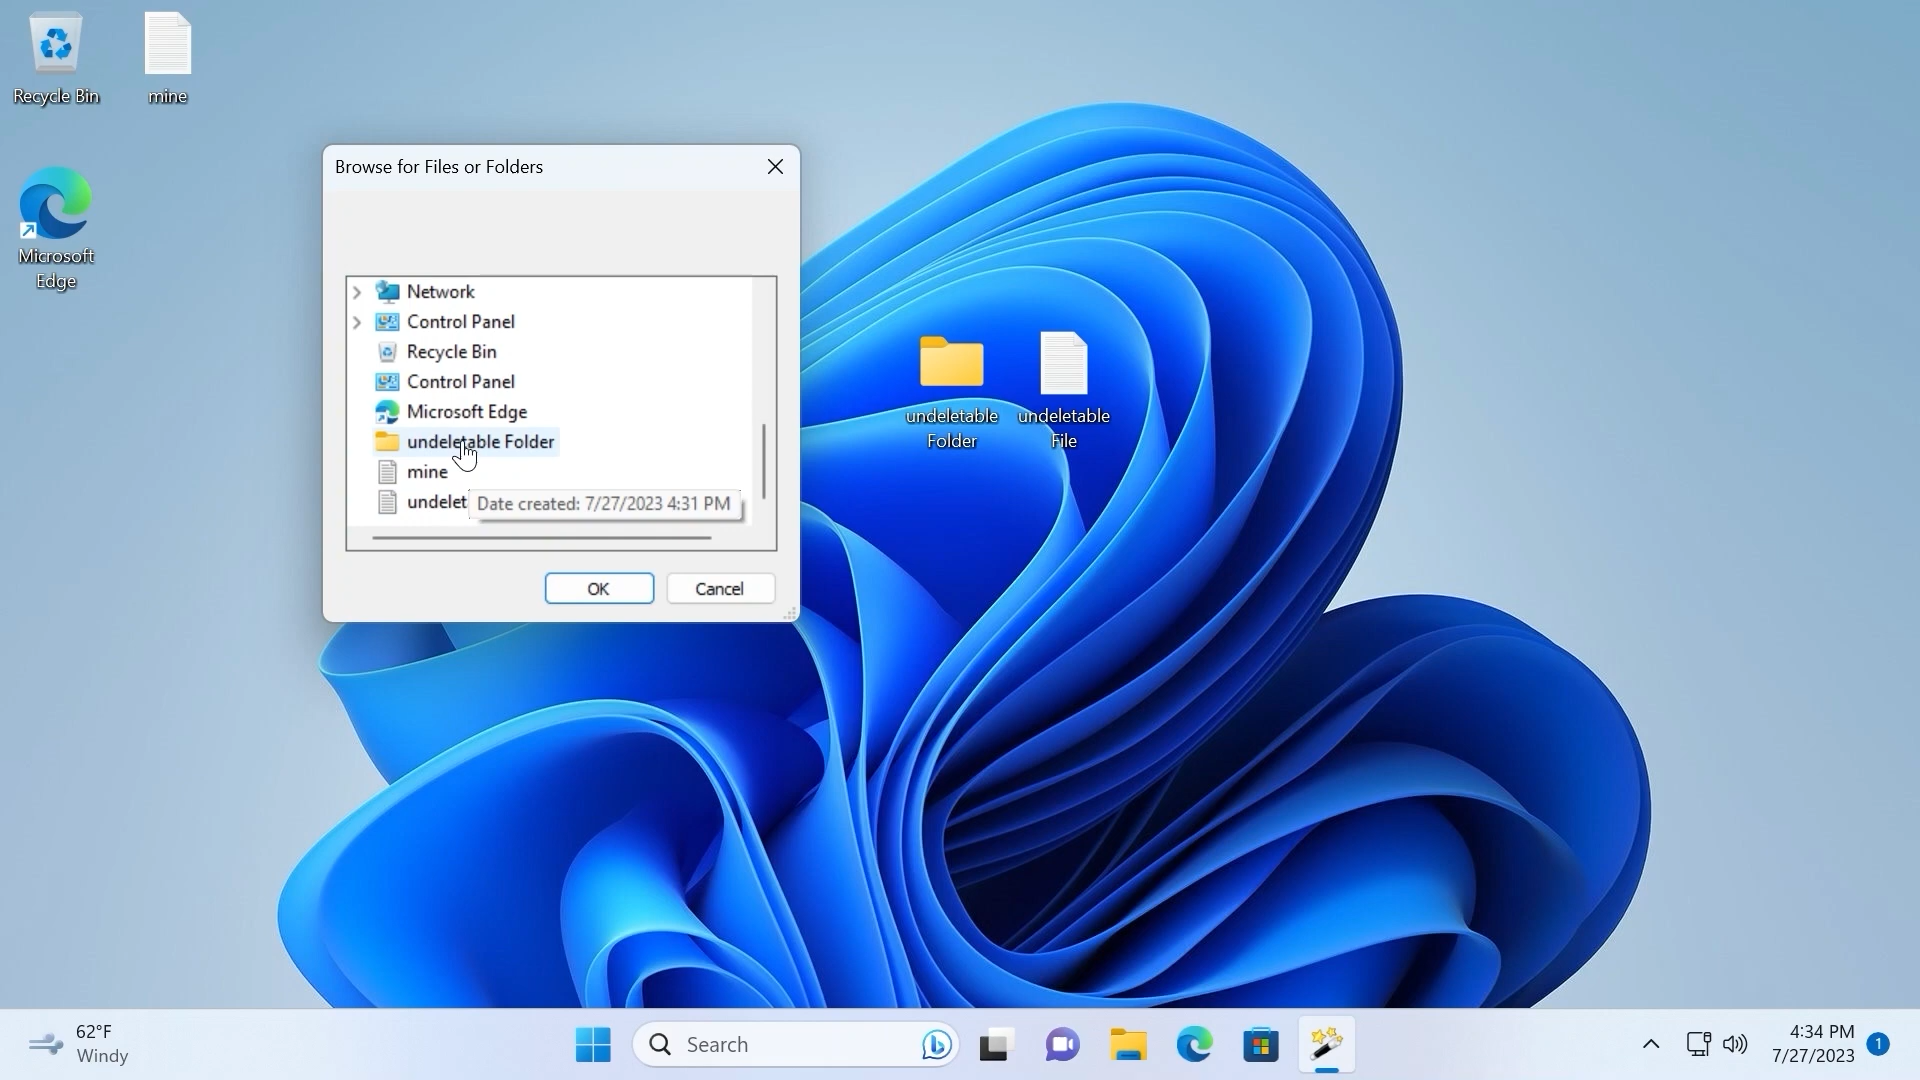 Recycle Bin
mine
Microsoft
Edge
Browse for Files or Folders
Network
Control Panel
Recycle Bin
Control Panel
Microsoft Edge
undeletable Folder
mine
undelet
Date created: 7/27/2023 4:31 PM
OK
Cancel
undeletable
Folder
undeletable
File
62°F
Windy
Search
4:34 PM
7/27/2023
1